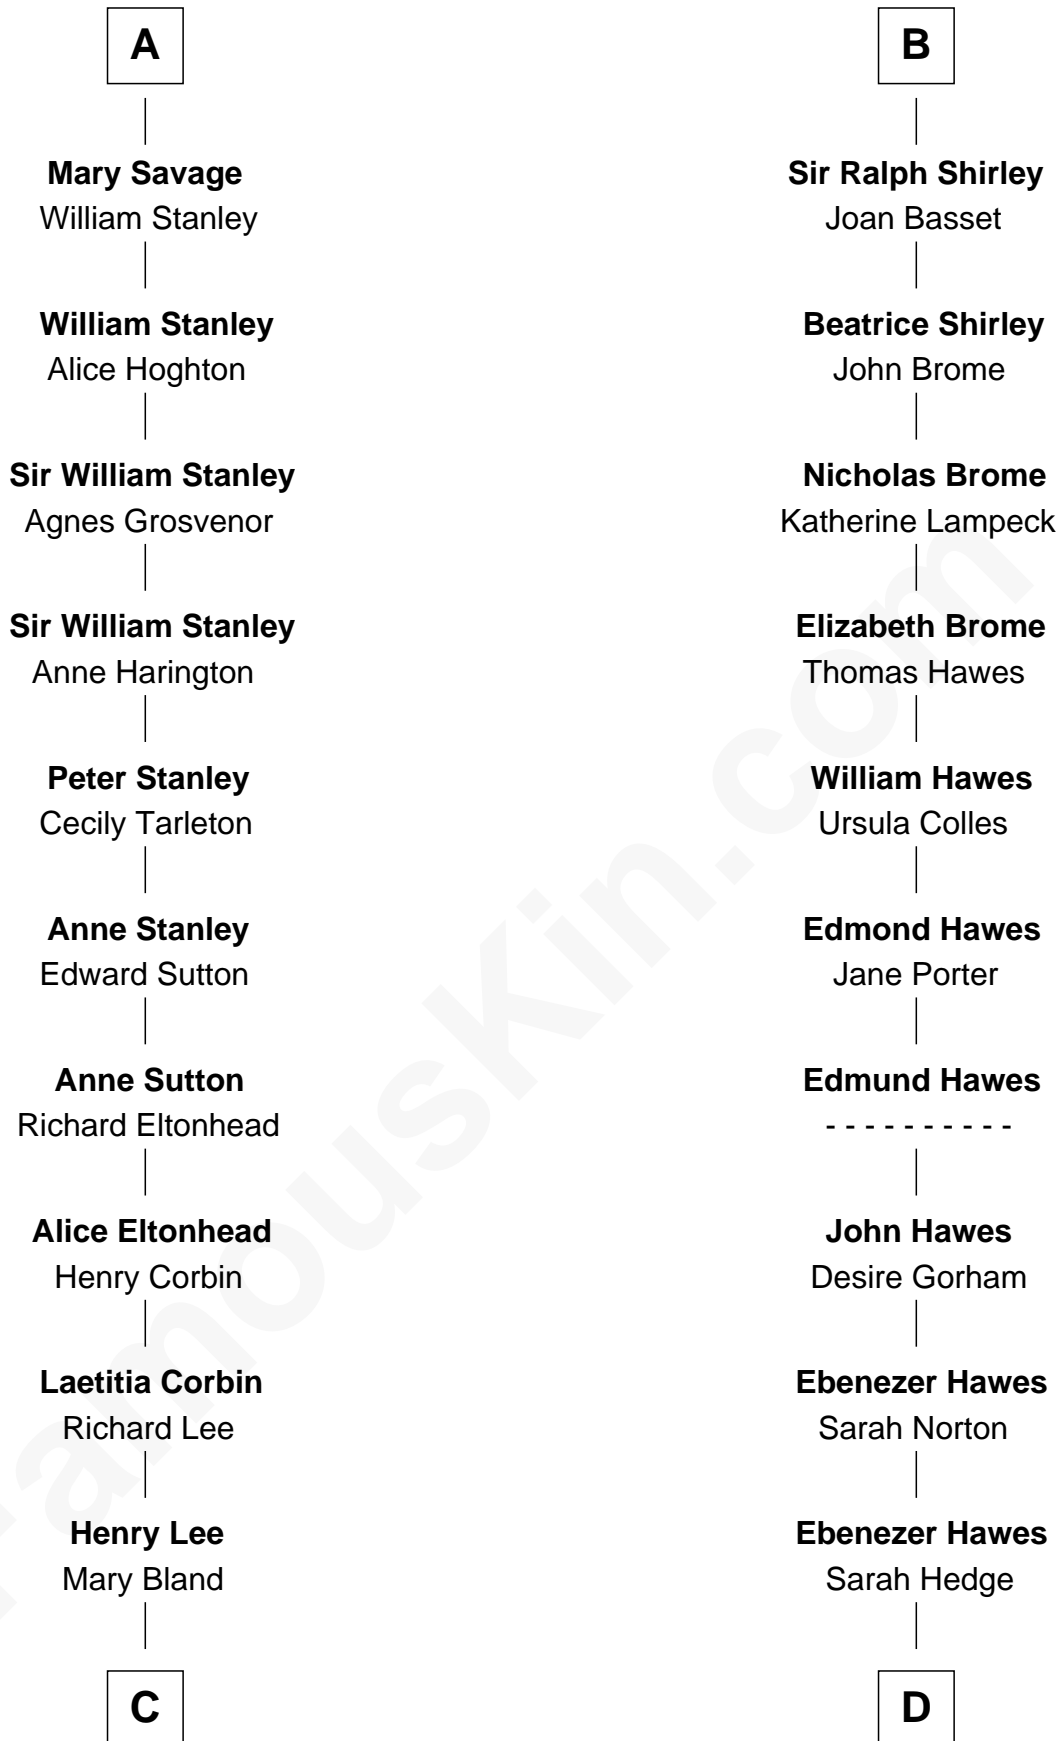 A
Mary Savage
William Stanley
William Stanley
Alice Hoghton
Sir William Stanley
Agnes Grosvenor
Sir William Stanley
Anne Harington
Peter Stanley
Cecily Tarleton
Anne Stanley
Edward Sutton
Anne Sutton
Richard Eltonhead
Alice Eltonhead
Henry Corbin
Laetitia Corbin
Richard Lee
Henry Lee
Mary Bland
C
B
Sir Ralph Shirley
Joan Basset
Beatrice Shirley
John Brome
Nicholas Brome
Katherine Lampeck
Elizabeth Brome
Thomas Hawes
William Hawes
Ursula Colles
Edmond Hawes
Jane Porter
Edmund Hawes
- - - - - - - - - -
John Hawes
Desire Gorham
Ebenezer Hawes
Sarah Norton
Ebenezer Hawes
Sarah Hedge
D
FamousKin.com